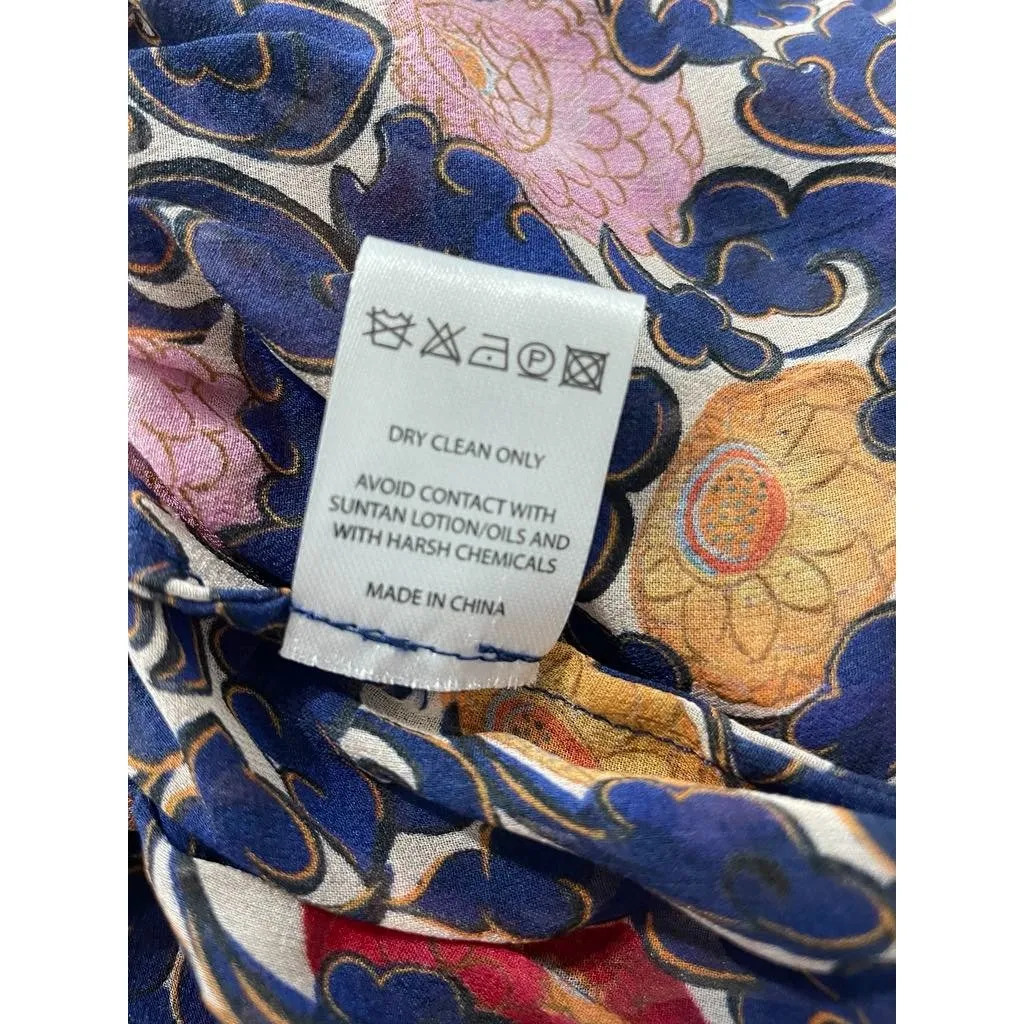 P
DRY CLEAN ONLY
AVOID CONTACT WITH
SUNTAN LOTION/OILS AND
WITH HARSH CHEMICALS
MADE IN CHINA